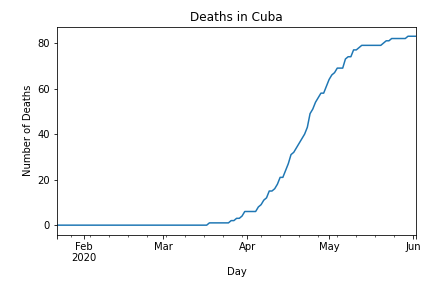 Deaths in Cuba
Number of Deaths
80
60
40
20
0
Feb
2020
Mar
Apr
May
Jun
Day